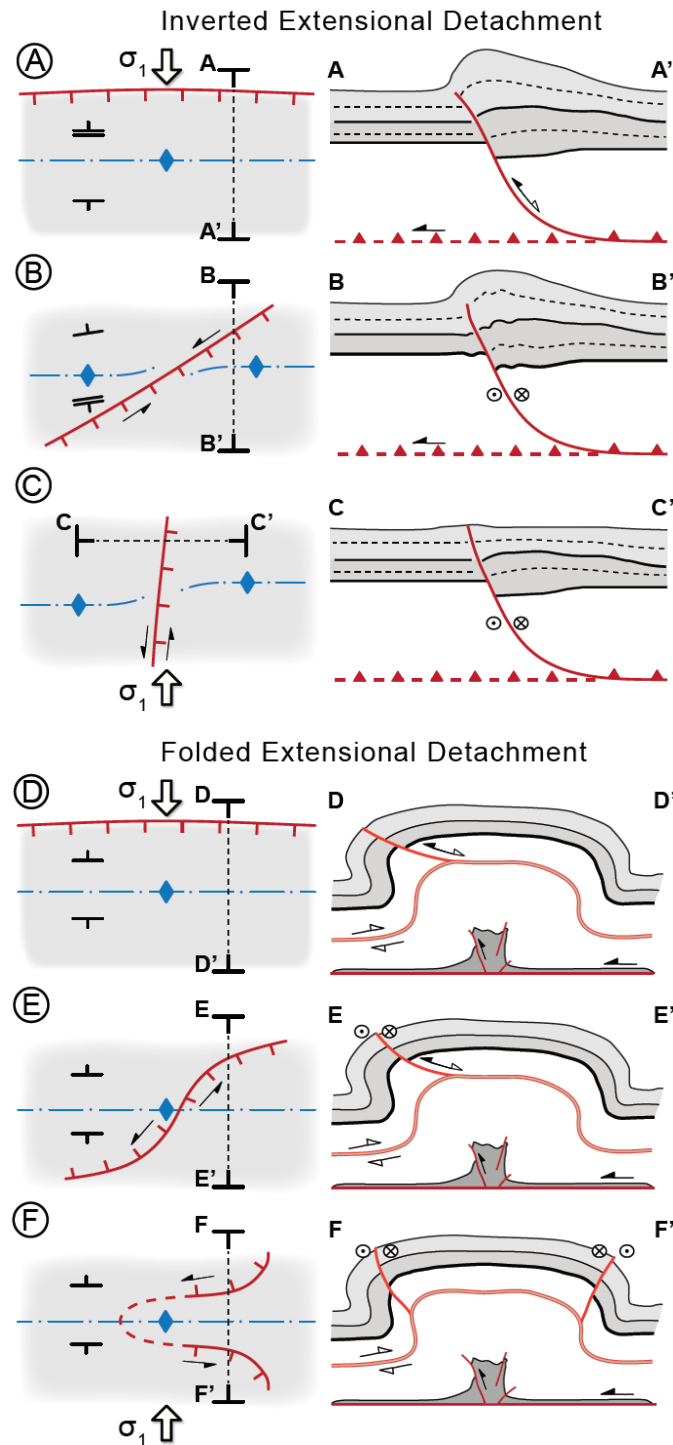 Inverted Extensional Detachment
A σ1 A A A'
A'
B B B B'
B'
C C C' C C'
σ1
Folded Extensional Detachment
D σ1 D D D'
D'
E E E E'
E'
F F F F'
F'
σ1